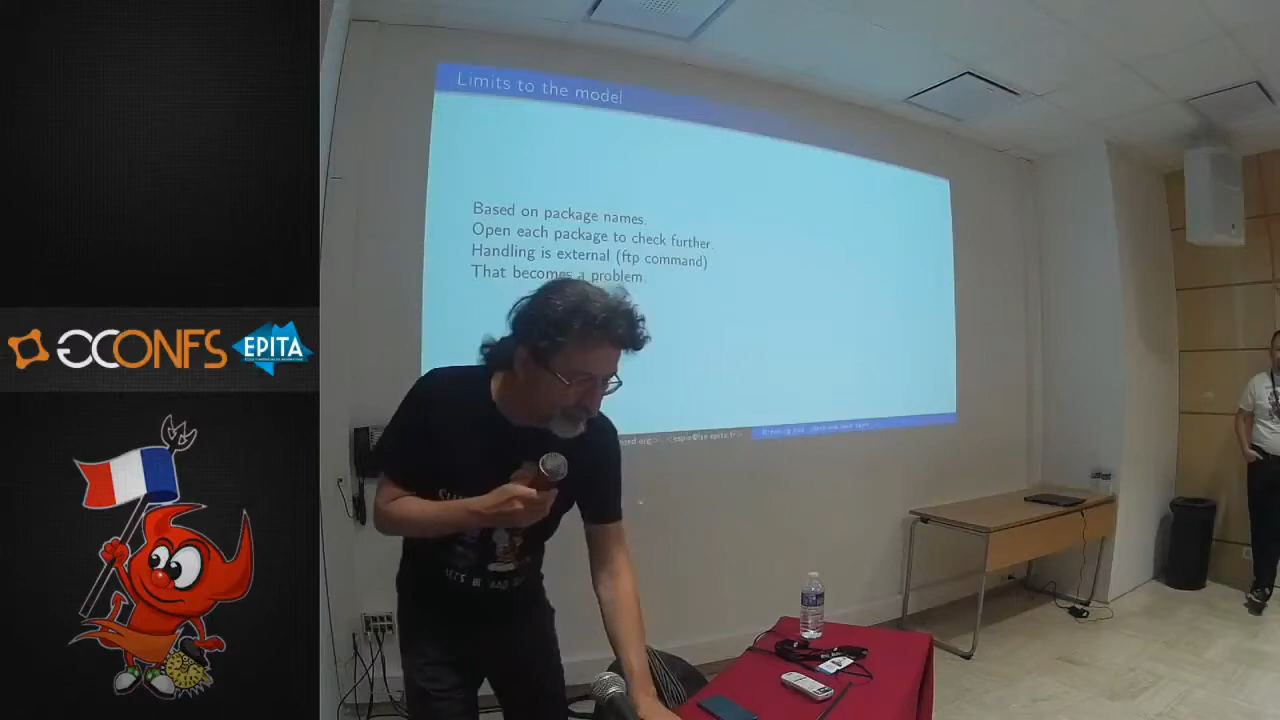 Limits to the model
Based on package names.
Open each package to check further.
Handling is external (ftp command)
That becomes a problem.
GCONFS
EPITA